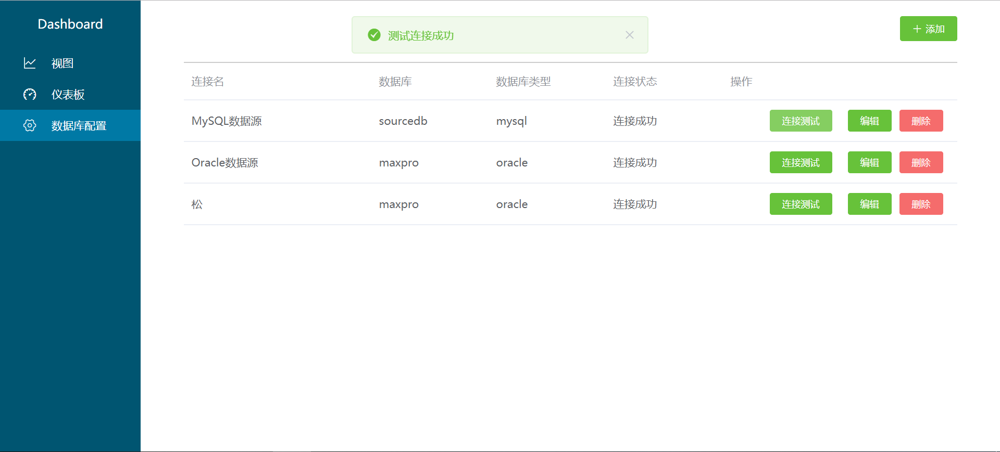 Dashboard
视图
仪表板
数据库配置
测试连接成功
添加
连接名 数据库 数据库类型 连接状态 操作
MySQL数据源 sourcedb mysql 连接成功 连接测试 编辑 删除
Oracle数据源 maxpro oracle 连接成功 连接测试 编辑 删除
松 maxpro oracle 连接成功 连接测试 编辑 删除